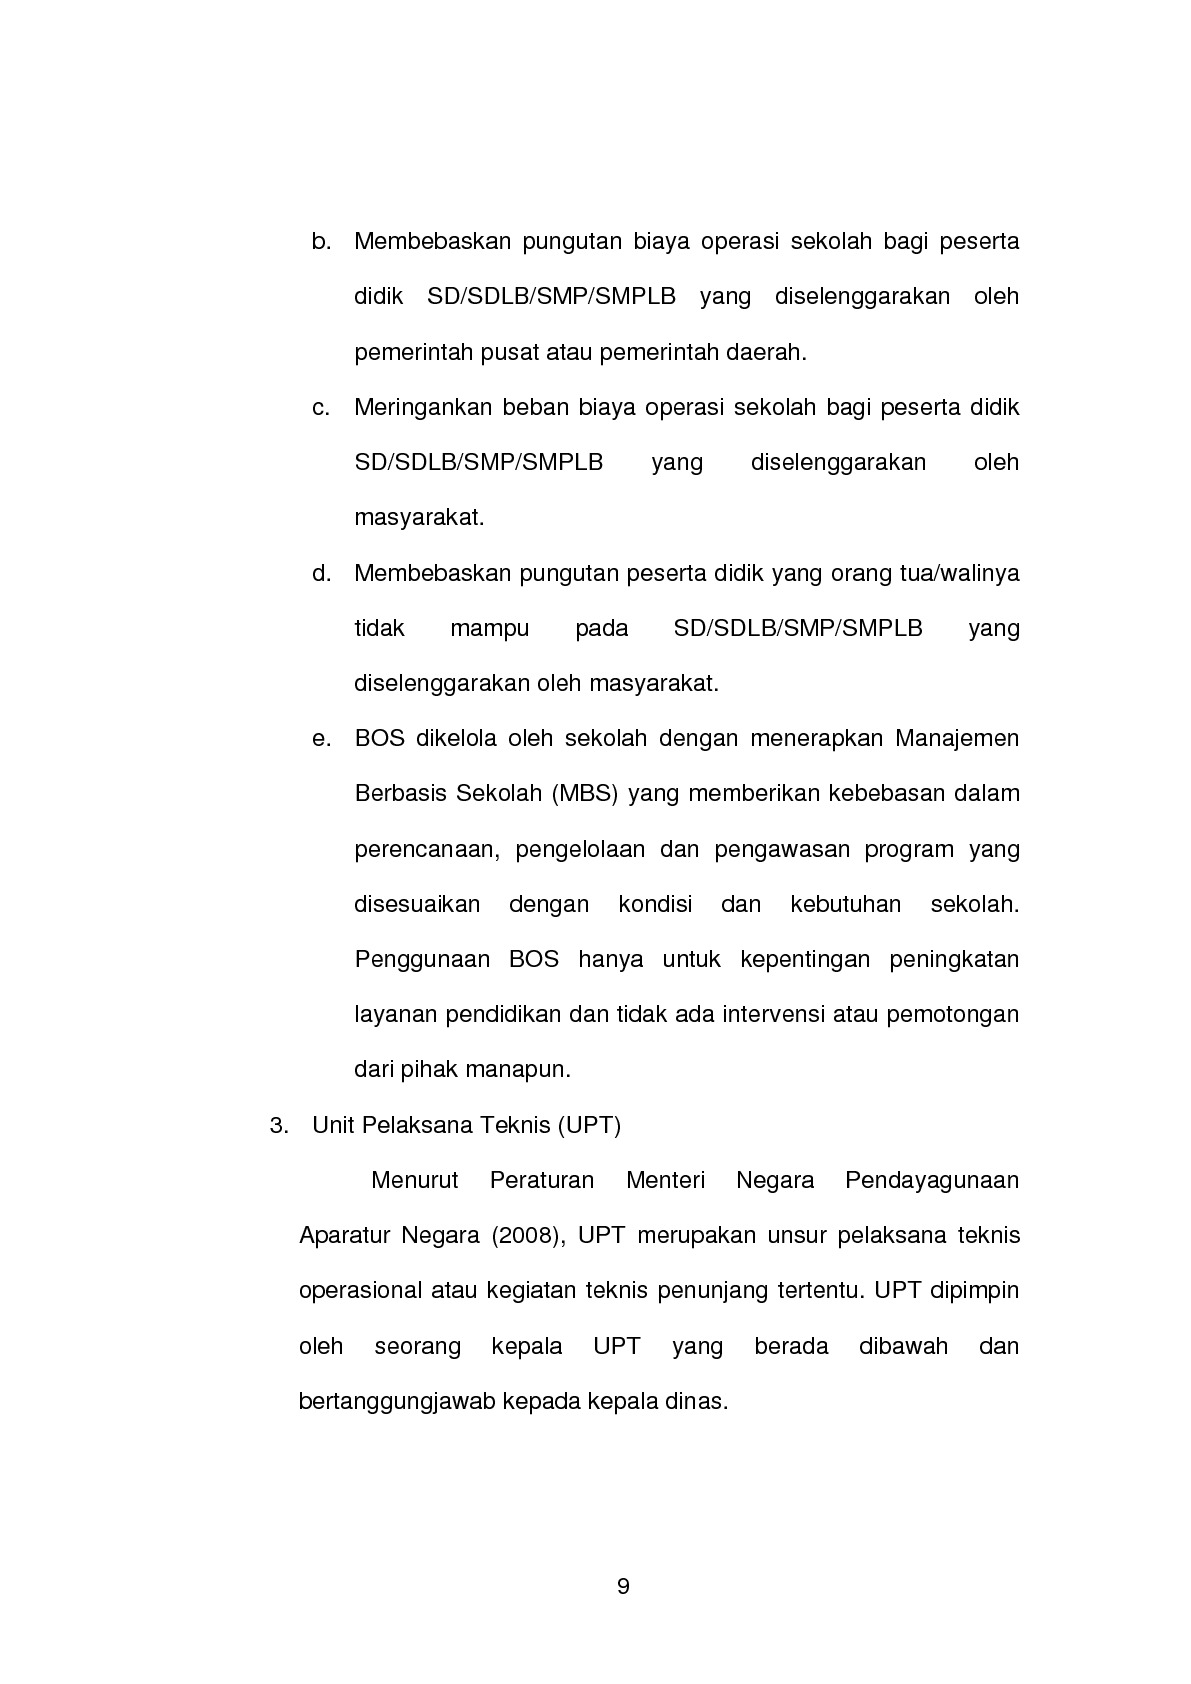 b. Membebaskan pungutan biaya operasi sekolah bagi peserta
didik SD/SDLB/SMP/SMPLB yang diselenggarakan oleh
pemerintah pusat atau pemerintah daerah.
c. Meringankan beban biaya operasi sekolah bagi peserta didik
SD/SDLB/SMP/SMPLB yang diselenggarakan oleh
masyarakat.
d. Membebaskan pungutan peserta didik yang orang tua/walinya
tidak mampu pada SD/SDLB/SMP/SMPLB yang
diselenggarakan oleh masyarakat.
e. BOS dikelola oleh sekolah dengan menerapkan Manajemen
Berbasis Sekolah (MBS) yang memberikan kebebasan dalam
perencanaan, pengelolaan dan pengawasan program yang
disesuaikan dengan kondisi dan kebutuhan sekolah.
Penggunaan BOS hanya untuk kepentingan peningkatan
layanan pendidikan dan tidak ada intervensi atau pemotongan
dari pihak manapun.
3. Unit Pelaksana Teknis (UPT)
Menurut Peraturan Menteri Negara Pendayagunaan
Aparatur Negara (2008), UPT merupakan unsur pelaksana teknis
operasional atau kegiatan teknis penunjang tertentu. UPT dipimpin
oleh seorang kepala UPT yang berada dibawah dan
bertanggungjawab kepada kepala dinas.
9